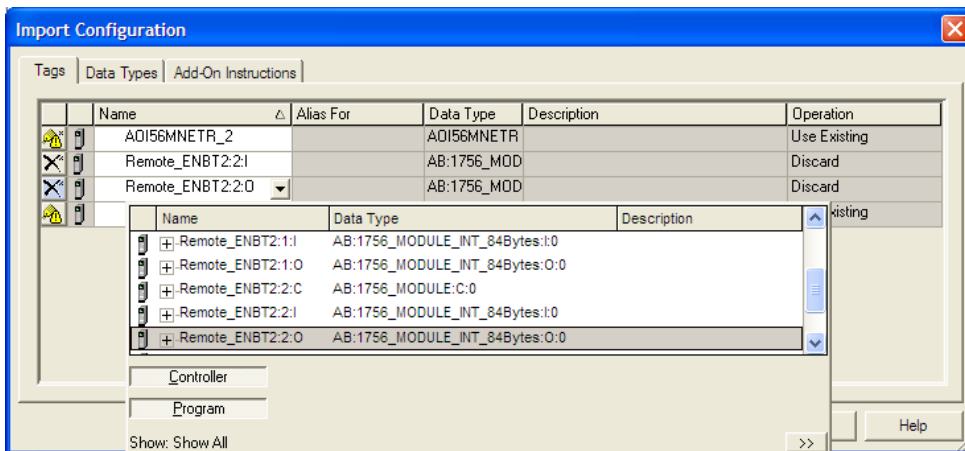 Import Configuration
Tags Data Types Add-On Instructions
Name Alias For Data Type Description Operation
AOI56MNETR_2 AOI56MNETR Use Existing
Remote_ENBT2:2:I AB:1756_MOD Discard
Remote_ENBT2:2:O AB:1756_MOD Discard
xisting
Name Data Type Description
Remote_ENBT2:1:I AB:1756_MODULE_INT_84Bytes:I:0
Remote_ENBT2:1:O AB:1756_MODULE_INT_84Bytes:O:0
Remote_ENBT2:2:C AB:1756_MODULE:C:0
Remote_ENBT2:2:I AB:1756_MODULE_INT_84Bytes:I:0
Remote_ENBT2:2:O AB:1756_MODULE_INT_84Bytes:O:0
Controller
Program
Help
Show: Show All >>